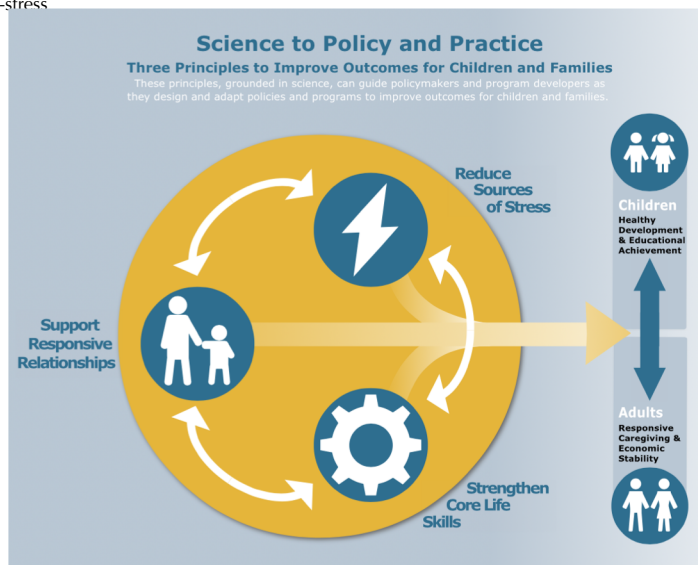 -stress
Science to Policy and Practice
Three Principles to Improve Outcomes for Children and Families
These principles, grounded in science, can guide policymakers and program developers as
they design and adapt policies and programs to improve outcomes for children and families.
Reduce
Sources
of Stress
Support
Responsive
Relationships
Strengthen
Core Life
Skills
Children
Healthy
Development
& Educational
Achievement
Adults
Responsive
Caregiving &
Economic
Stability